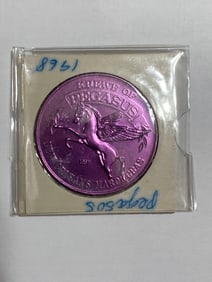 1968
KREWE OF
PEGASUS
NEW ORLEANS MARDI GRAS
Pegasus